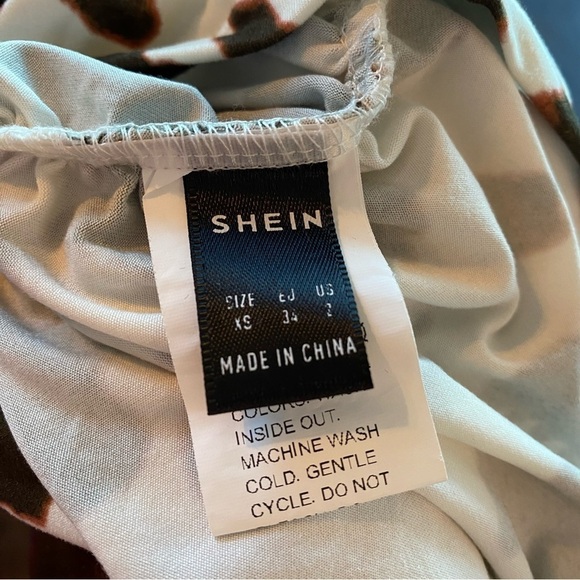 SHEIN
SIZE EU US
XS 34 2
MADE IN CHINA
INSIDE OUT.
MACHINE WASH
COLD. GENTLE
CYCLE. DO NOT